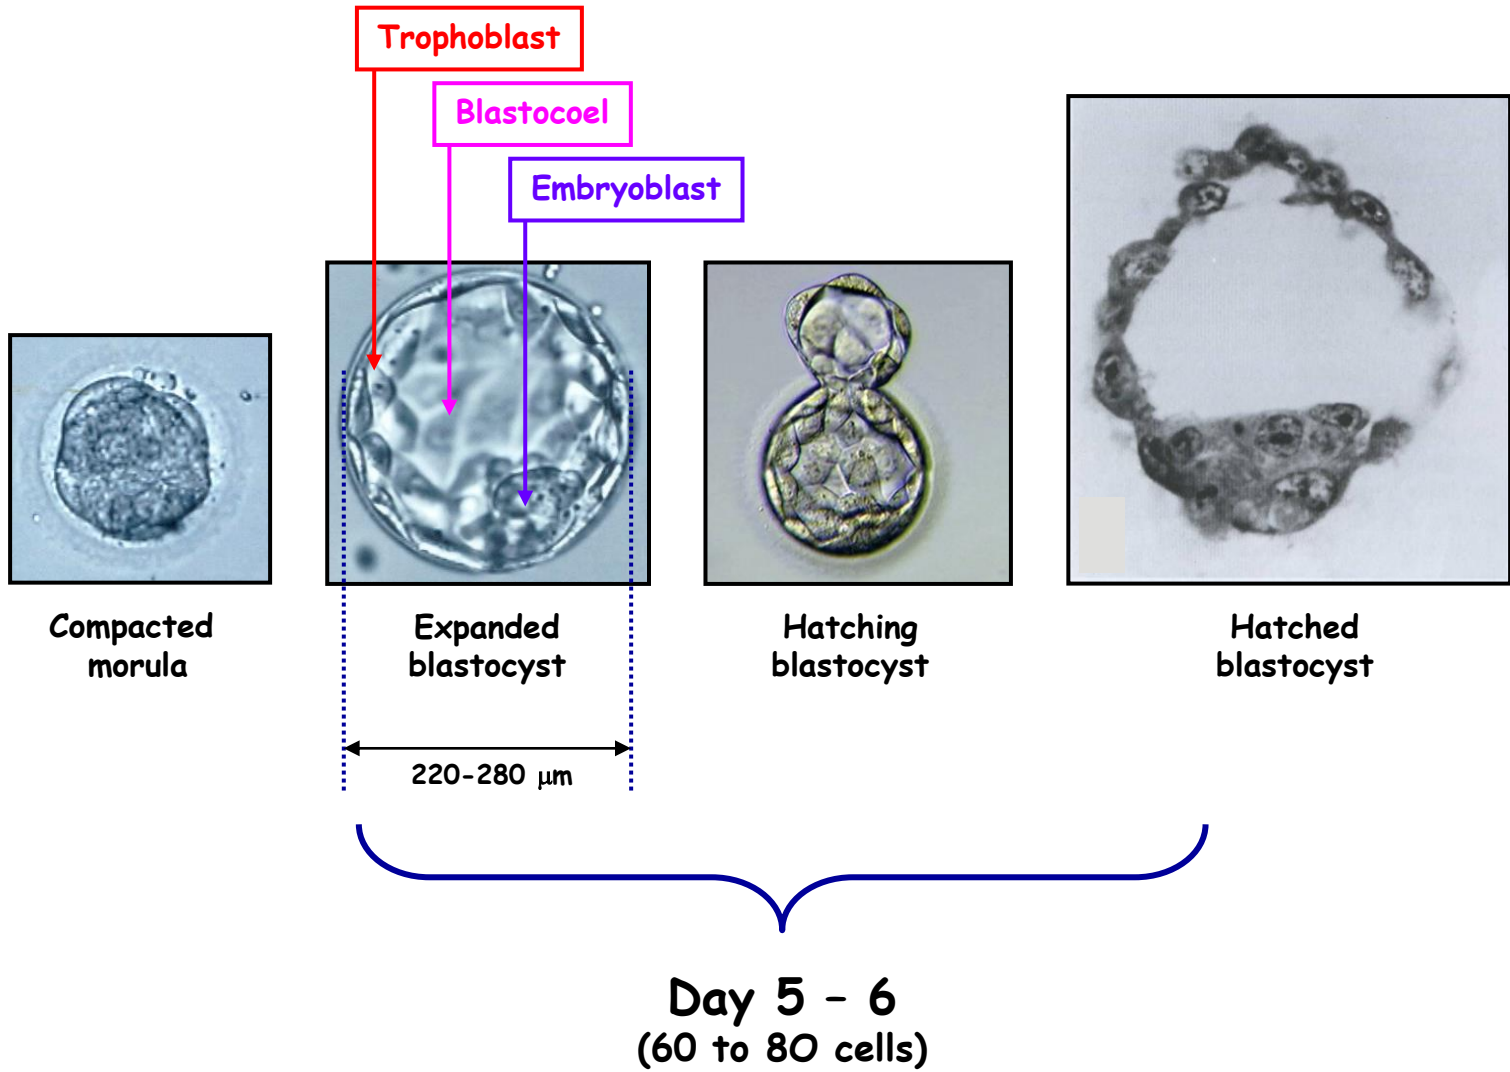 Trophoblast
Blastocoel
Embryoblast
Compacted
morula
Expanded
blastocyst
Hatching
blastocyst
Hatched
blastocyst
220-280 μm
Day 5 – 6
(60 to 80 cells)